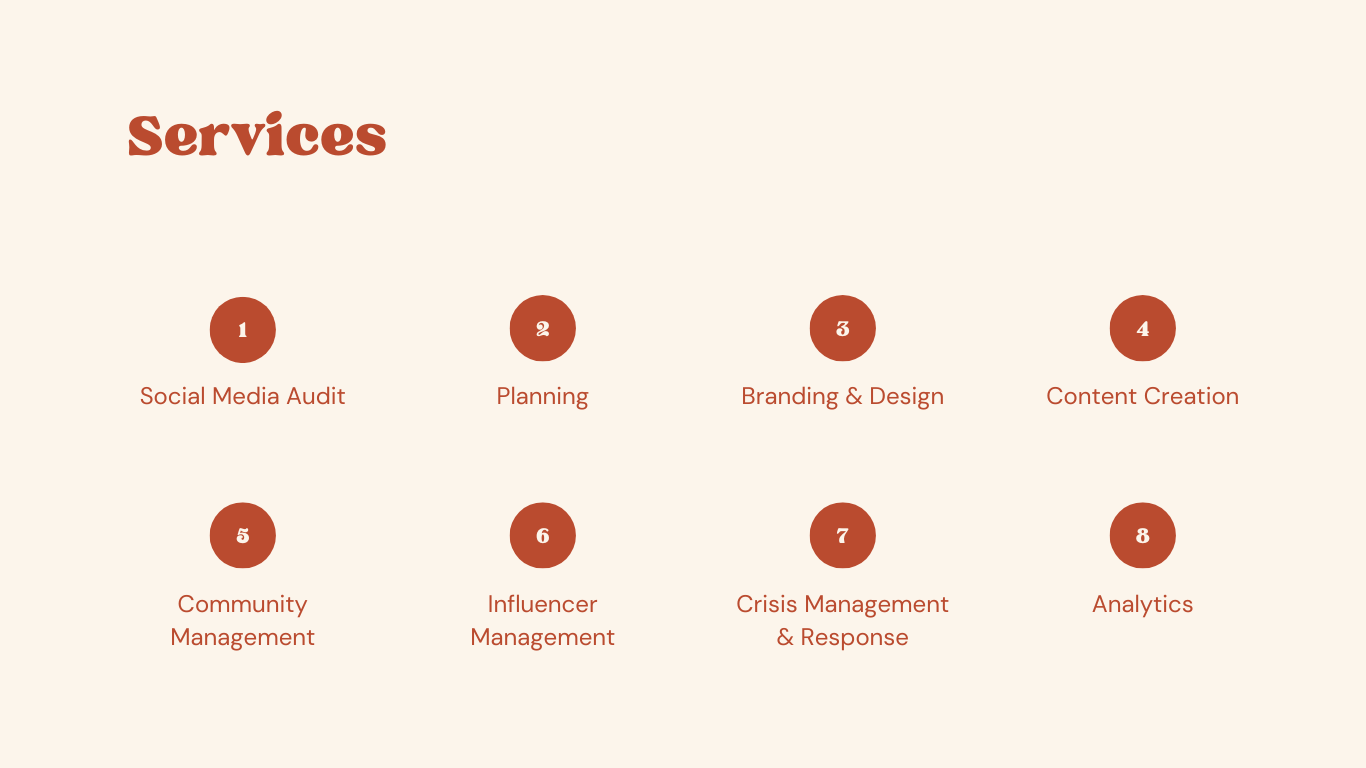 Services
1
Social Media Audit
2
Planning
3
Branding & Design
4
Content Creation
5
Community
Management
6
Influencer
Management
7
Crisis Management
& Response
8
Analytics